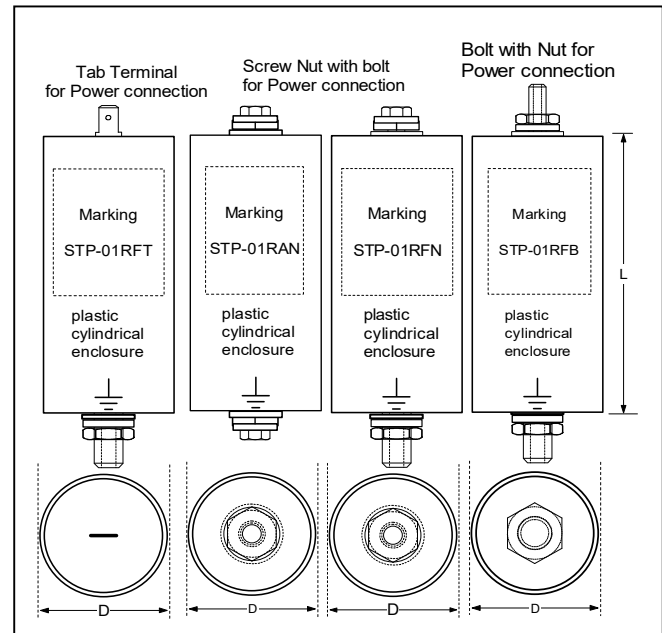 Tab Terminal
for Power connection
Screw Nut with bolt
for Power connection
Bolt with Nut for
Power connection
Marking
STP-01RFT
plastic
cylindrical
enclosure
Marking
STP-01RAN
plastic
cylindrical
enclosure
Marking
STP-01RFN
plastic
cylindrical
enclosure
Marking
STP-01RFB
plastic
cylindrical
enclosure
L
D
D
D
D